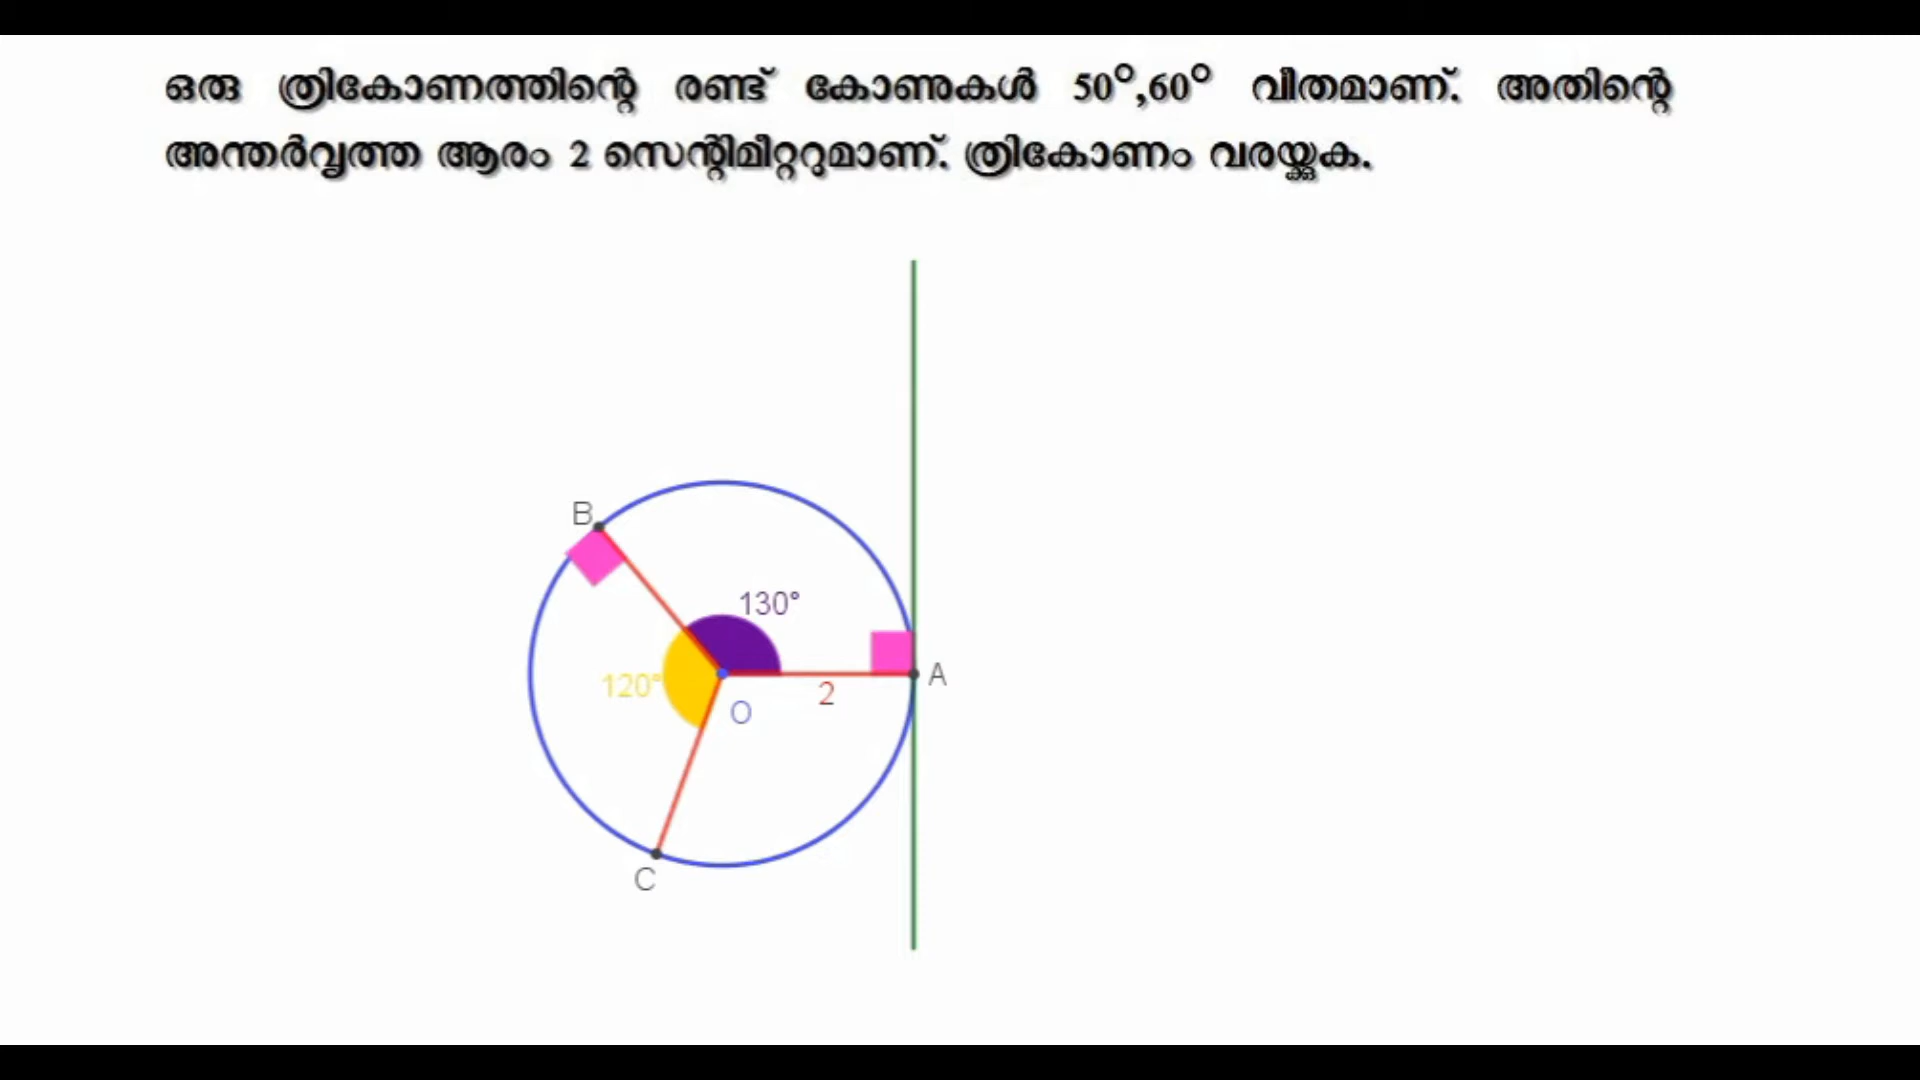 ഒരു ത്രികോണത്തിന്റെ രണ്ട് കോണുകൾ 50°,60° വീതമാണ്. അതിന്റെ
അന്തർവൃത്ത ആരം 2 സെന്റിമീറ്ററുമാണ്. ത്രികോണം വരയ്ക്കുക.
B
130°
120°
A
2
O
C